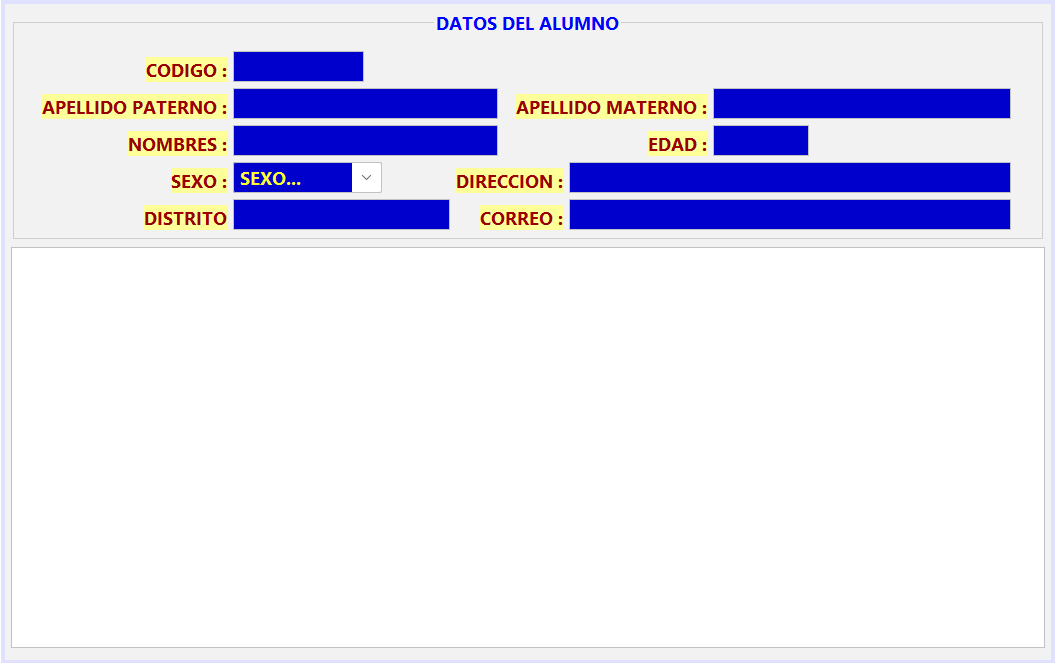 DATOS DEL ALUMNO
CODIGO :
APELLIDO PATERNO : APELLIDO MATERNO :
NOMBRES : EDAD :
SEXO : SEXO... DIRECCION :
DISTRITO CORREO :